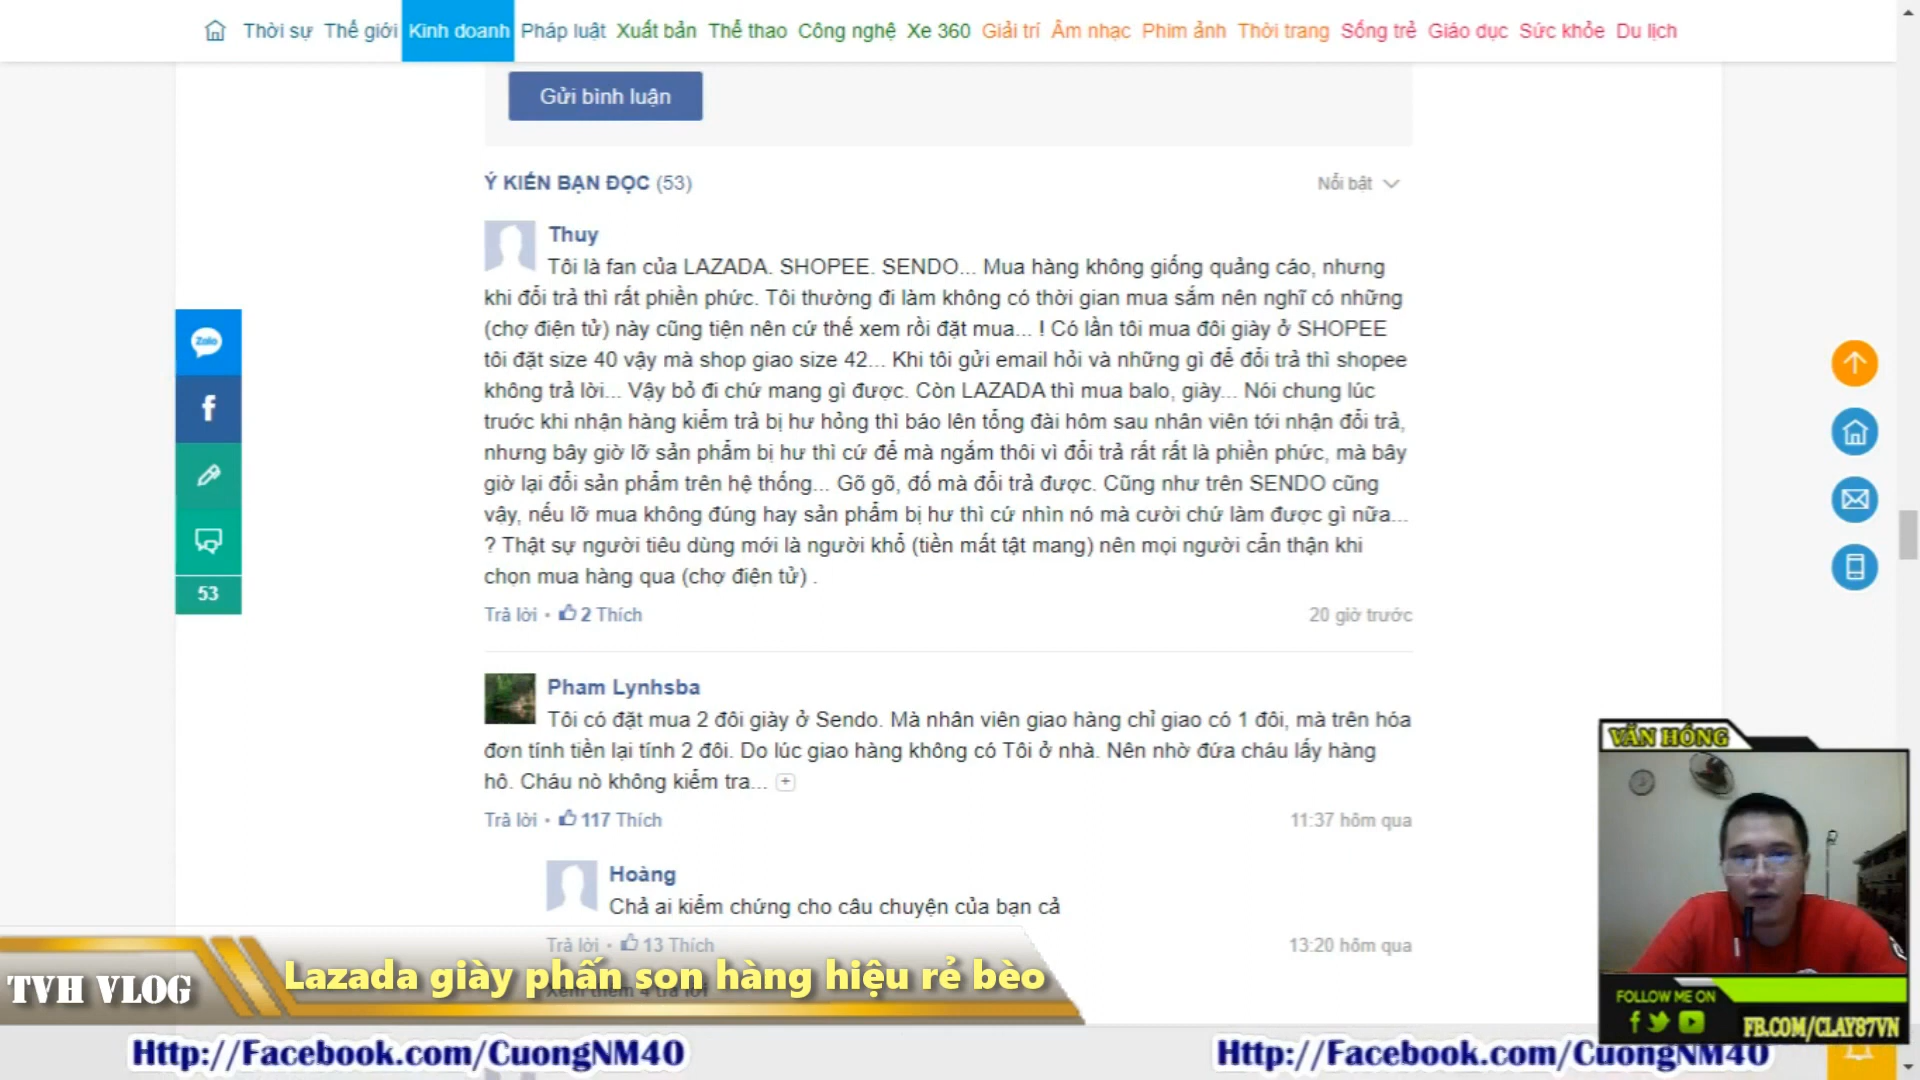 Thời sự Thế giới Kinh doanh Pháp luật Xuất bản Thể thao Công nghệ Xe 360 Giải trí Âm nhạc Phim ảnh Thời trang Sống trẻ Giáo dục Sức khỏe Du lịch
Gửi bình luận
Ý KIẾN BẠN ĐỌC (53)
Nổi bật
Thuy
Tôi là fan của LAZADA. SHOPEE. SENDO... Mua hàng không giống quảng cáo, nhưng
khi đổi trả thì rất phiền phức. Tôi thường đi làm không có thời gian mua sắm nên nghĩ có những
(chợ điện tử) này cũng tiện nên cứ thế xem rồi đặt mua... ! Có lần tôi mua đôi giày ở SHOPEE
tôi đặt size 40 vậy mà shop giao size 42... Khi tôi gửi email hỏi và những gì để đổi trả thì shopee
không trả lời... Vậy bỏ đi chứ mang gì được. Còn LAZADA thì mua balo, giày... Nói chung lúc
truớc khi nhận hàng kiểm trả bị hư hỏng thì báo lên tổng đài hôm sau nhân viên tới nhận đổi trả,
nhưng bây giờ lỡ sản phẩm bị hư thì cứ để mà ngắm thôi vì đổi trả rất rất là phiền phức, mà bây
giờ lại đổi sản phẩm trên hệ thống... Gõ gõ, đố mà đổi trả được. Cũng như trên SENDO cũng
vậy, nếu lỡ mua không đúng hay sản phẩm bị hư thì cứ nhìn nó mà cười chứ làm được gì nữa...
? Thật sự người tiêu dùng mới là người khổ (tiền mất tật mang) nên mọi người cẩn thận khi
chọn mua hàng qua (chợ điện tử) .
Trả lời • 2 Thích
20 giờ trước
Zalo
53
Pham Lynhsba
Tôi có đặt mua 2 đôi giày ở Sendo. Mà nhân viên giao hàng chỉ giao có 1 đôi, mà trên hóa
đơn tính tiền lại tính 2 đôi. Do lúc giao hàng không có Tôi ở nhà. Nên nhờ đứa cháu lấy hàng
hô. Cháu nò không kiểm tra... +
Trả lời • 117 Thích
11:37 hôm qua
Hoàng
Chả ai kiểm chứng cho câu chuyện của bạn cả
Trả lời • 13 Thích
13:20 hôm qua
Xem thêm 4 trả lời
TVH VLOG
Lazada giày phấn son hàng hiệu rẻ bèo
VĂN HỒNG
FOLLOW ME ON
FB.COM/CLAY87VN
Http://Facebook.com/CuongNM40
Http://Facebook.com/CuongNM40